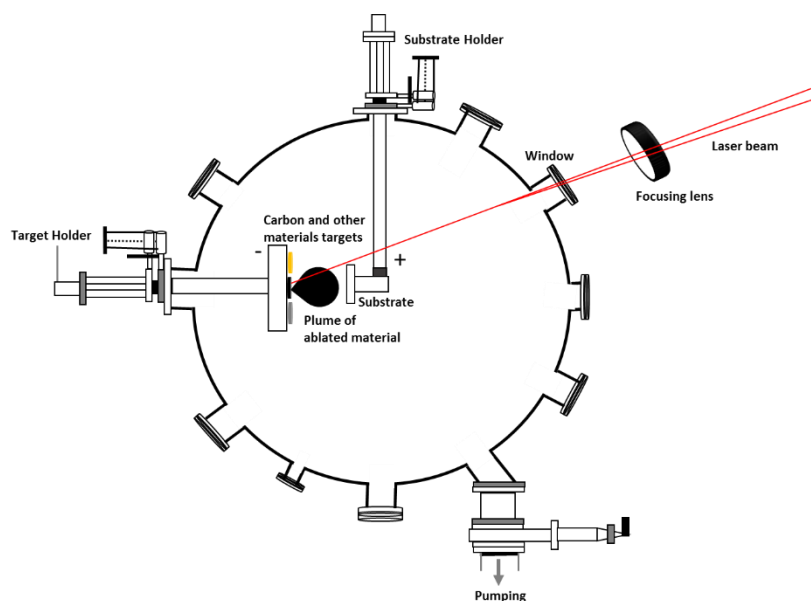 Substrate Holder
Window
Laser beam
Focusing lens
Carbon and other
materials targets
Target Holder
-
+
Substrate
Plume of
ablated material
Pumping